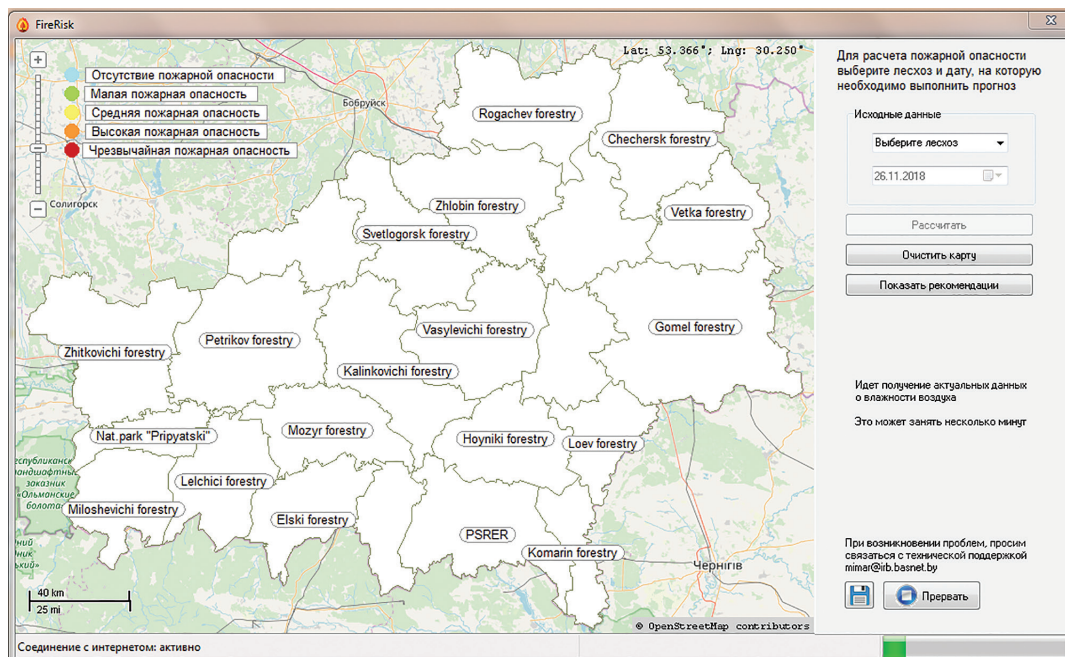 FireRisk
Lat: 53.366°; Lng: 30.250°
Отсутствие пожарной опасности
Малая пожарная опасность
Средняя пожарная опасность
Высокая пожарная опасность
Чрезвычайная пожарная опасность
Бобруйск
Солигорск
Rogachev forestry
Chechersk forestry
Zhlobin forestry
Vetka forestry
Svetlogorsk forestry
Vasylevichi forestry
Gomel forestry
Petrikov forestry
Zhitkovichi forestry
Kalinkovichi forestry
Mozyr forestry
Nat.park "Pripyatski"
Hoyniki forestry
Loev forestry
Lelchici forestry
Miloshevichi forestry
Elski forestry
PSRER
Komarin forestry
Чернігів
еспубликанск
ландшафтны
заказник
«Ольманские
болота»
40 km
25 mi
© OpenStreetMap contributors
Для расчета пожарной опасности
выберите лесхоз и дату, на которую
необходимо выполнить прогноз
Исходные данные
Выберите лесхоз
26.11.2018
Рассчитать
Очистить карту
Показать рекомендации
Идет получение актуальных данных
о влажности воздуха
Это может занять несколько минут
При возникновении проблем, просим
связаться с технической поддержкой
mimar@irb.basnet.by
Прервать
Соединение с интернетом: активно